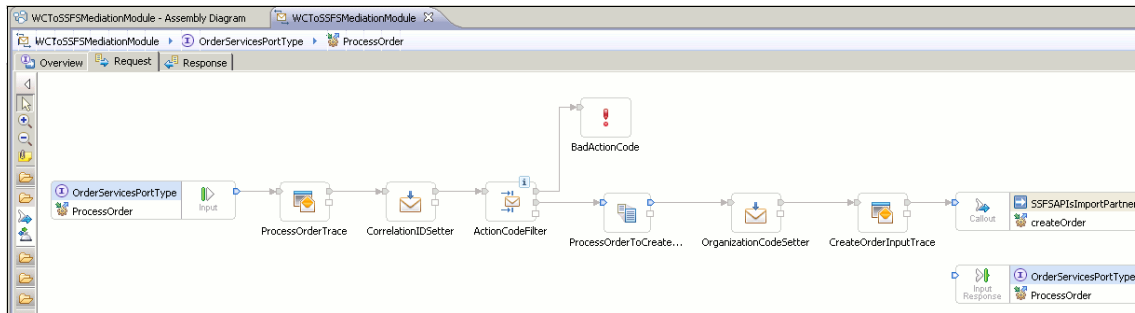 WCToSSFSMediationModule - Assembly Diagram
WCToSSFSMediationModule
WCToSSFSMediationModule
OrderServicesPortType
ProcessOrder
Overview
Request
Response
BadActionCode
OrderServicesPortType
ProcessOrder
Input
ProcessOrderTrace
CorrelationIDSetter
ActionCodeFilter
ProcessOrderToCreate...
OrganizationCodeSetter
CreateOrderInputTrace
Callout
SSFSAPIsImportPartner
createOrder
Input
Response
OrderServicesPortType
ProcessOrder